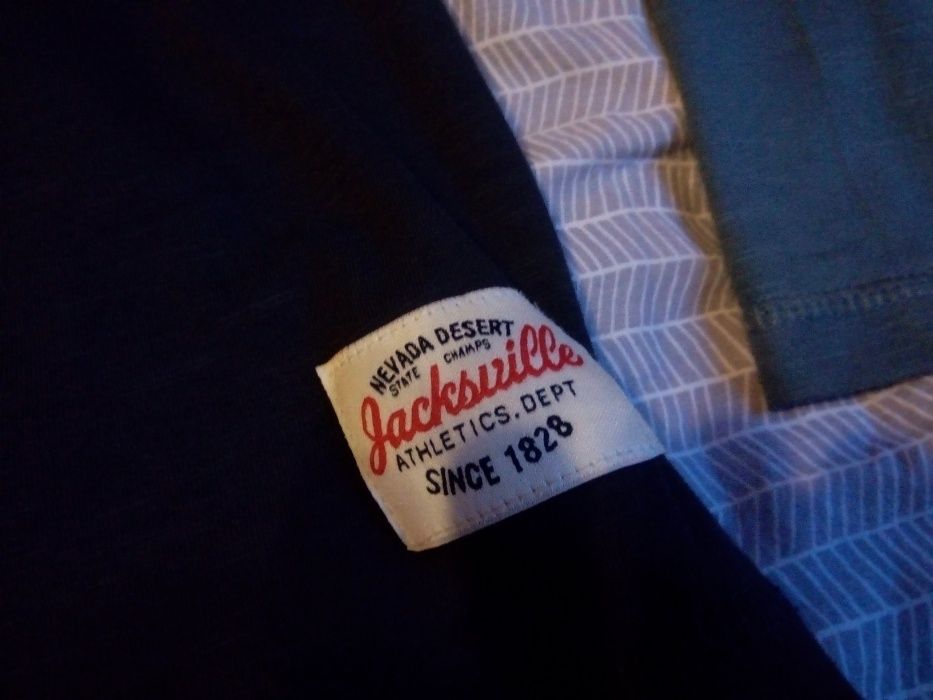 NEVADA DESERT
STATE CHAMPS
Jacksville
ATHLETICS.DEPT
SINCE 1828